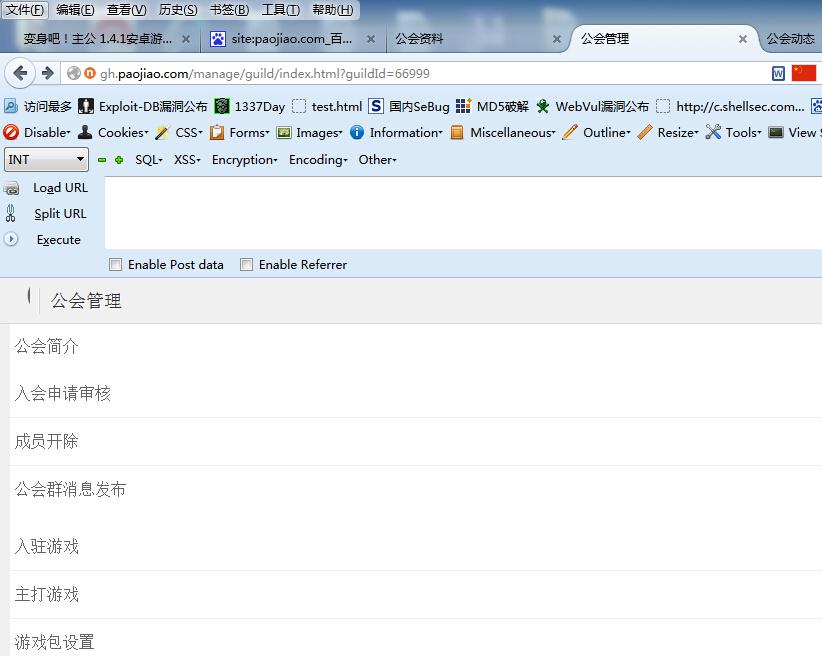 文件(F) 编辑(E) 查看(V) 历史(S) 书签(B) 工具(T) 帮助(H)
变身吧！主公 1.4.1安卓游... site:paojiao.com_百... 公会资料 公会管理 公会动态
gh.paojiao.com/manage/guild/index.html?guildId=66999
访问最多 Exploit-DB漏洞公布 1337Day test.html 国内SeBug MD5破解 WebVul漏洞公布 http://c.shellsec.com...
Disable Cookies CSS Forms Images Information Miscellaneous Outline Resize Tools View
INT SQL XSS Encryption Encoding Other
Load URL
Split URL
Execute
Enable Post data Enable Referrer
公会管理
公会简介
入会申请审核
成员开除
公会群消息发布
入驻游戏
主打游戏
游戏包设置